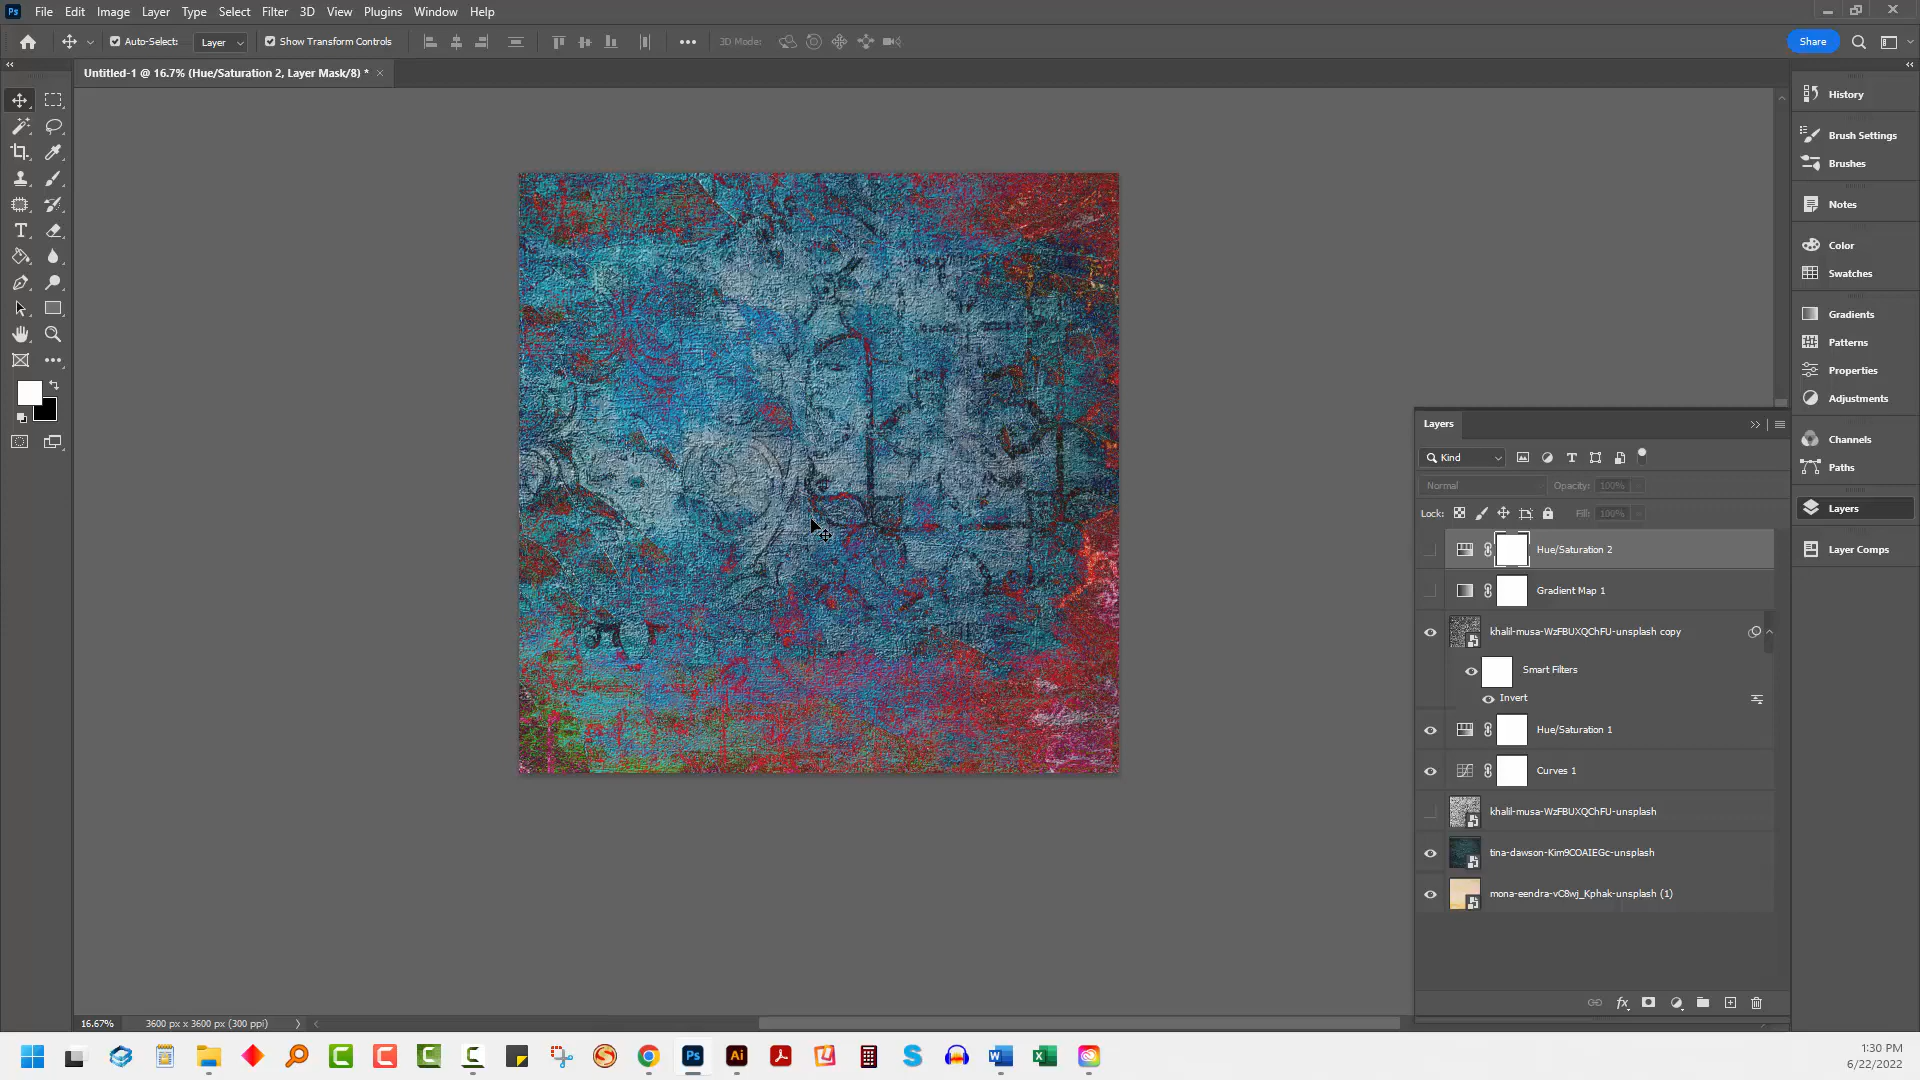 Ps File Edit Image Layer Type Select Filter 3D View Plugins Window Help
Auto-Select: Layer Show Transform Controls 3D Mode: Share
Untitled-1 @ 16.7% (Hue/Saturation 2, Layer Mask/8) *
History
Brush Settings
Brushes
Notes
Color
Swatches
Gradients
Patterns
Properties
Adjustments
Channels
Paths
Layers
Layer Comps
Layers
Kind
Normal Opacity: 100%
Lock: Fill: 100%
Hue/Saturation 2
Gradient Map 1
khalil-musa-WzFBUXQChFU-unsplash copy
Smart Filters
Invert
Hue/Saturation 1
Curves 1
khalil-musa-WzFBUXQChFU-unsplash
tina-dawson-Kim9COAIEGc-unsplash
mona-eendra-vC8wj_Kphak-unsplash (1)
16.67% 3600 px x 3600 px (300 ppi)
1:30 PM
6/22/2022